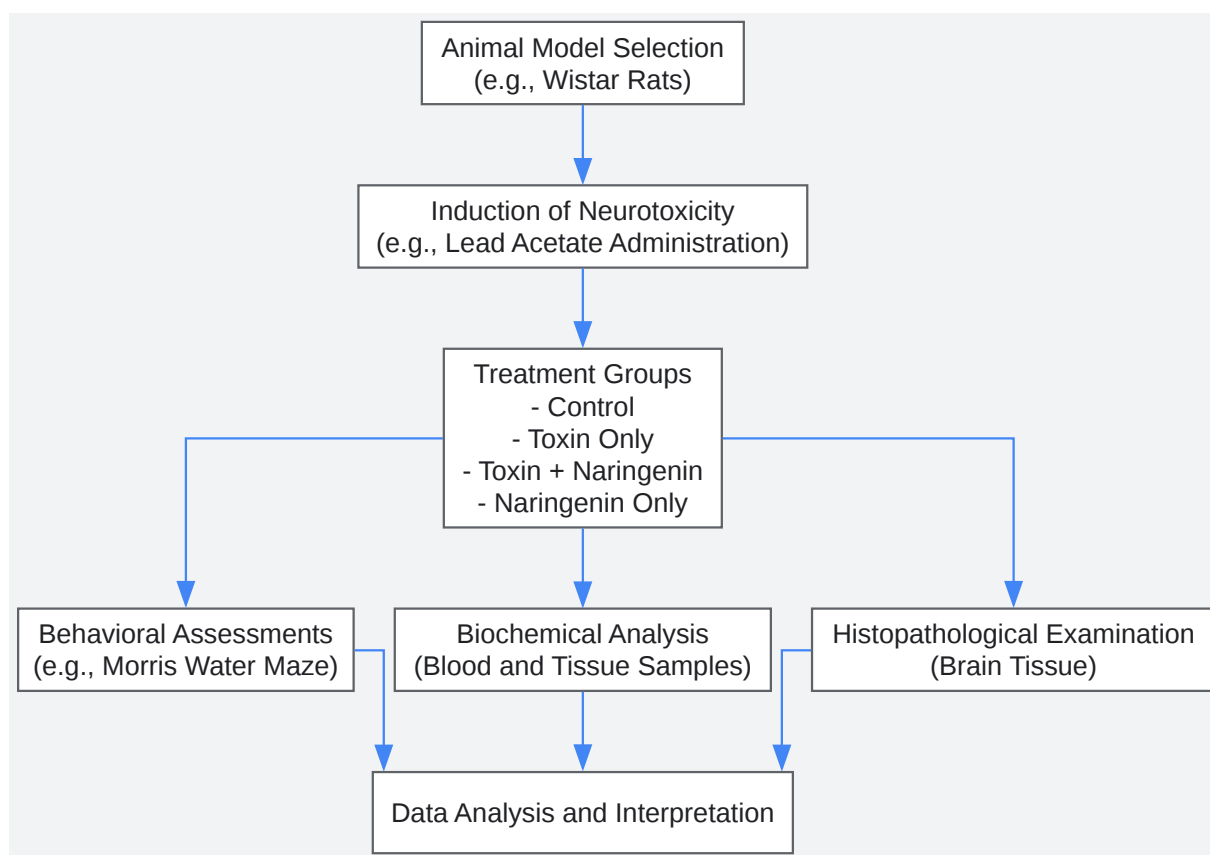 Animal Model Selection
(e.g., Wistar Rats)
Induction of Neurotoxicity
(e.g., Lead Acetate Administration)
Treatment Groups
- Control
- Toxin Only
- Toxin + Naringenin
- Naringenin Only
Behavioral Assessments
(e.g., Morris Water Maze)
Biochemical Analysis
(Blood and Tissue Samples)
Histopathological Examination
(Brain Tissue)
Data Analysis and Interpretation